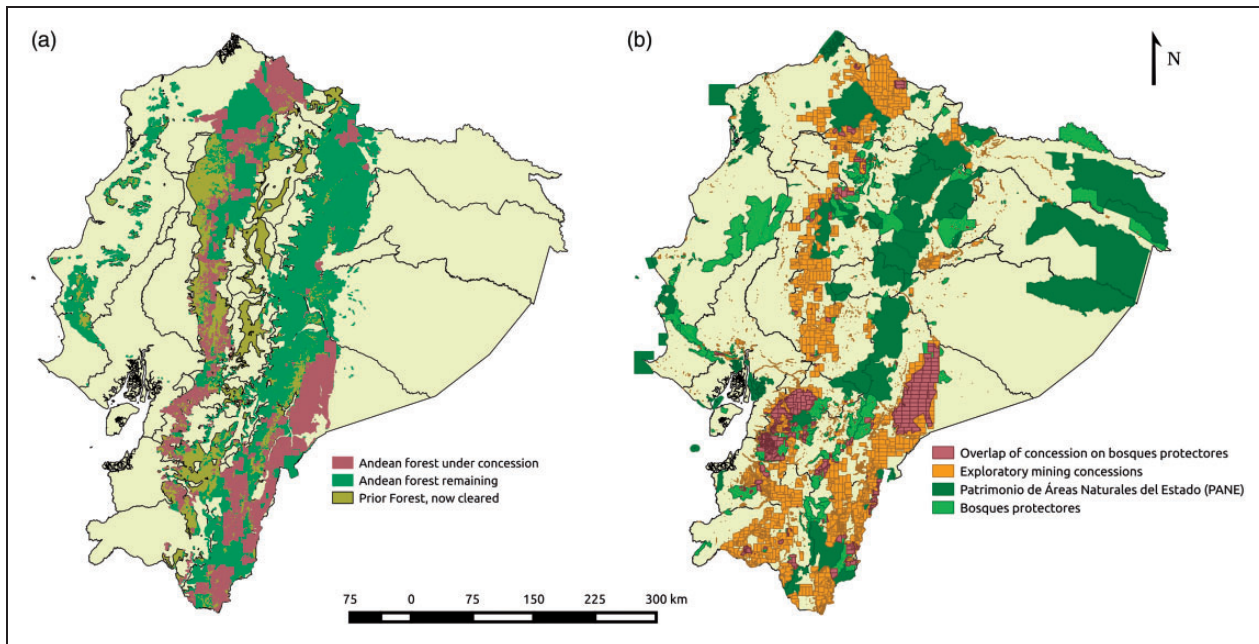 (a)
Andean forest under concession
Andean forest remaining
Prior Forest, now cleared
(b)
N
Overlap of concession on bosques protectores
Exploratory mining concessions
Patrimonio de Áreas Naturales del Estado (PANE)
Bosques protectores
75 0 75 150 225 300 km